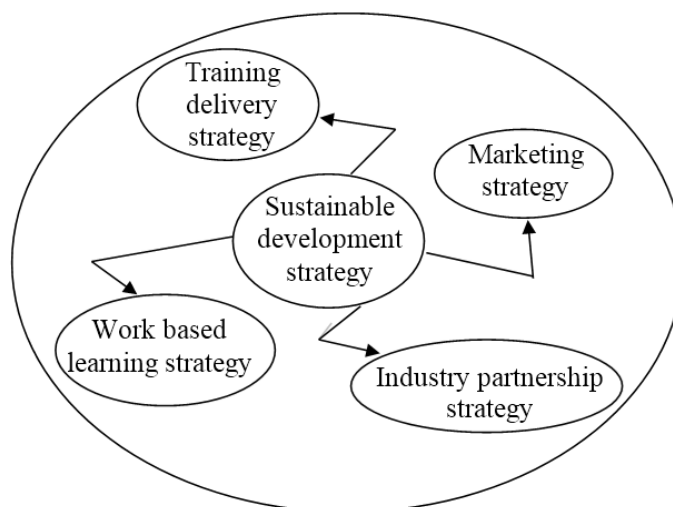 Training
delivery
strategy
Marketing
strategy
Sustainable
development
strategy
Work based
learning strategy
Industry partnership
strategy